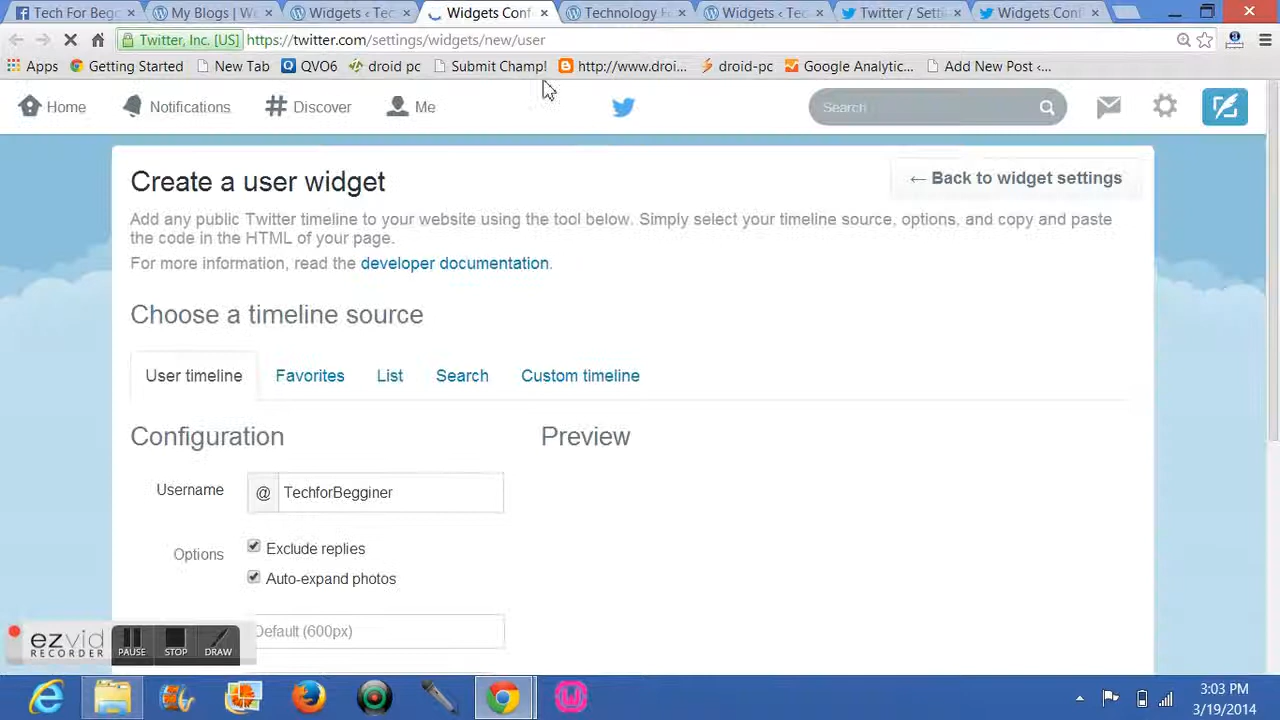 Tech For Beg
My Blogs | W
Widgets ‹ Tec
Widgets Conf
Technology F
Widgets ‹ Tec
Twitter / Setti
Widgets Conf
Twitter, Inc. [US] https://twitter.com/settings/widgets/new/user
Apps Getting Started New Tab QVO6 droid pc Submit Champ! http://www.droi... droid-pc Google Analytic... Add New Post ‹...
Home Notifications Discover Me Search
Create a user widget
← Back to widget settings
Add any public Twitter timeline to your website using the tool below. Simply select your timeline source, options, and copy and paste
the code in the HTML of your page.
For more information, read the developer documentation.
Choose a timeline source
User timeline Favorites List Search Custom timeline
Configuration Preview
Username @ TechforBegginer
Options Exclude replies
Auto-expand photos
Default (600px)
ezvid
RECORDER
PAUSE STOP DRAW
3:03 PM
3/19/2014